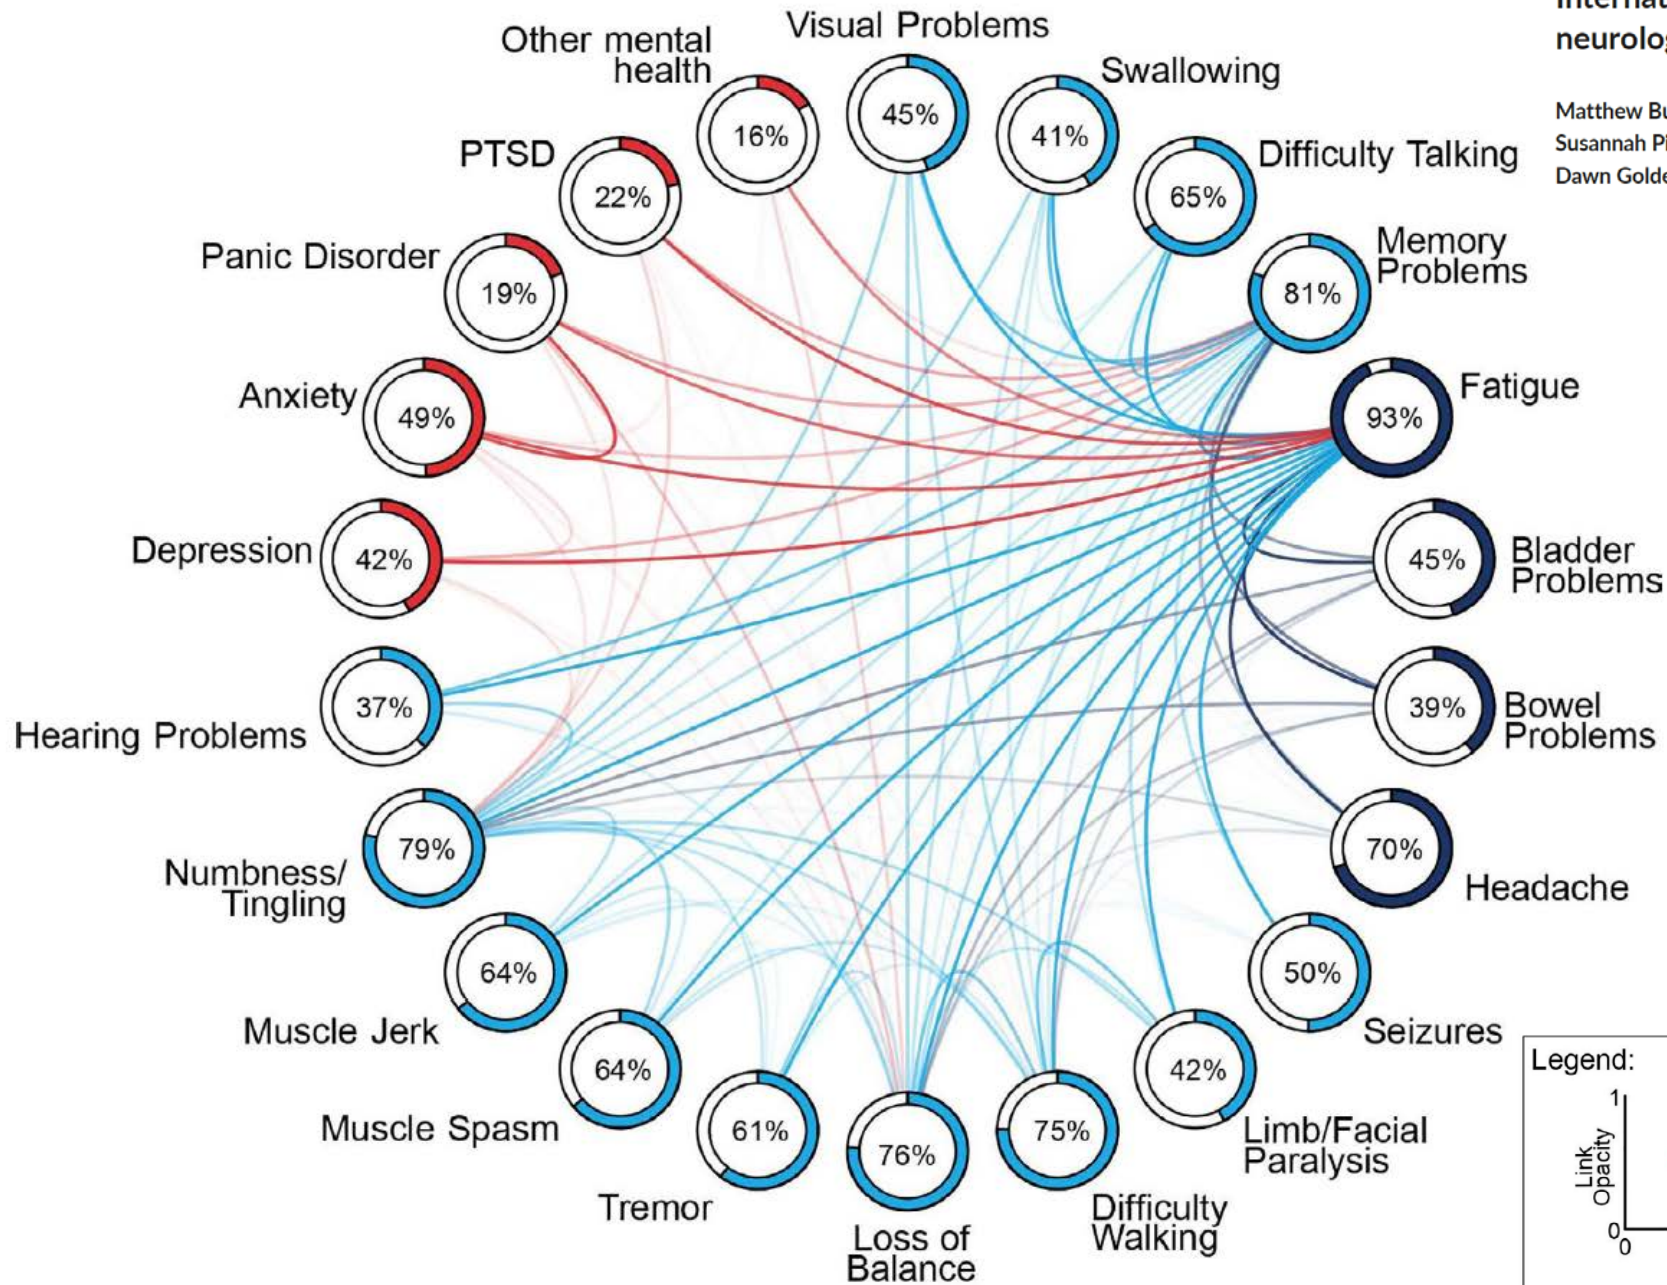 Visual Problems
45%
Other mental
health
16%
Swallowing
41%
PTSD
22%
Difficulty Talking
65%
Panic Disorder
19%
Memory
Problems
81%
Anxiety
49%
Fatigue
93%
Depression
42%
Bladder
Problems
45%
Hearing Problems
37%
Bowel
Problems
39%
Numbness/
Tingling
79%
Headache
70%
Muscle Jerk
64%
Seizures
50%
Muscle Spasm
64%
Limb/Facial
Paralysis
42%
Tremor
61%
Loss of
Balance
76%
Difficulty
Walking
75%
Matthew
Susannah
Dawn
Legend:
1
Link
Opacity
0
0